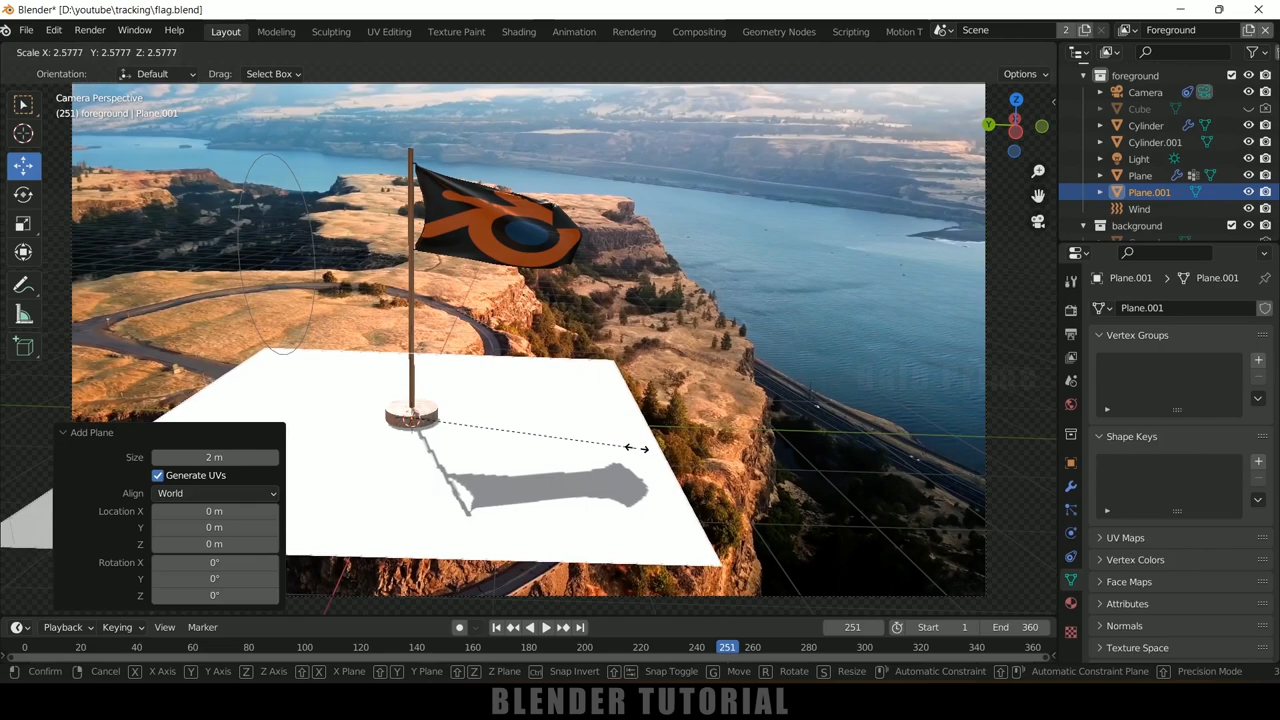 Blender* [D:\youtube\tracking\flag.blend]
File Edit Render Window Help
Layout Modeling Sculpting UV Editing Texture Paint Shading Animation Rendering Compositing Geometry Nodes Scripting Motion T
Scene 2
Foreground
Scale X: 2.5777 Y: 2.5777 Z: 2.5777
Orientation: Default Drag: Select Box
Options
Camera Perspective
(251) foreground | Plane.001
Z
Y
foreground
Camera
Cube
Cylinder
Cylinder.001
Light
Plane
Plane.001
Wind
background
Plane.001 Plane.001
Plane.001
Vertex Groups
Shape Keys
UV Maps
Vertex Colors
Face Maps
Attributes
Normals
Texture Space
Add Plane
Size 2 m
Generate UVs
Align World
Location X 0 m
Y 0 m
Z 0 m
Rotation X 0°
Y 0°
Z 0°
Playback Keying View Marker
251 Start 1 End 360
0 20 40 60 80 100 120 140 160 180 200 220 240 251 260 280 300 320 340 360
Confirm Cancel X X Axis Y Y Axis Z Z Axis X X Plane Y Y Plane Z Z Plane Ctrl Snap Invert Snap Toggle G Move R Rotate S Resize Automatic Constraint Automatic Constraint Plane Precision Mode
BLENDER TUTORIAL